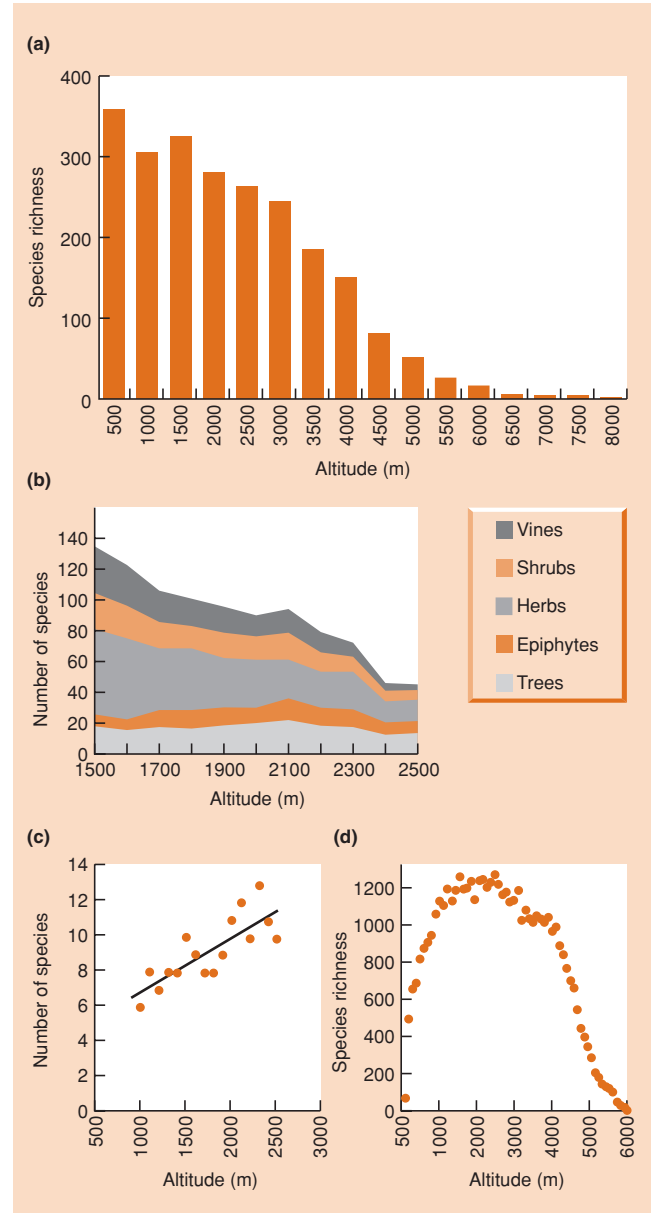 (a)
400
300
200
100
0
Species richness
500 1000 1500 2000 2500 3000 3500 4000 4500 5000 5500 6000 6500 7000 7500 8000
Altitude (m)
(b)
140
120
100
80
60
40
20
0
Number of species
1500 1700 1900 2100 2300 2500
Altitude (m)
Vines
Shrubs
Herbs
Epiphytes
Trees
(c)
14
12
10
8
6
4
2
0
Number of species
500 1000 1500 2000 2500 3000
Altitude (m)
(d)
1200
1000
800
600
400
200
0
Species richness
500 1000 2000 3000 4000 5000 6000
Altitude (m)